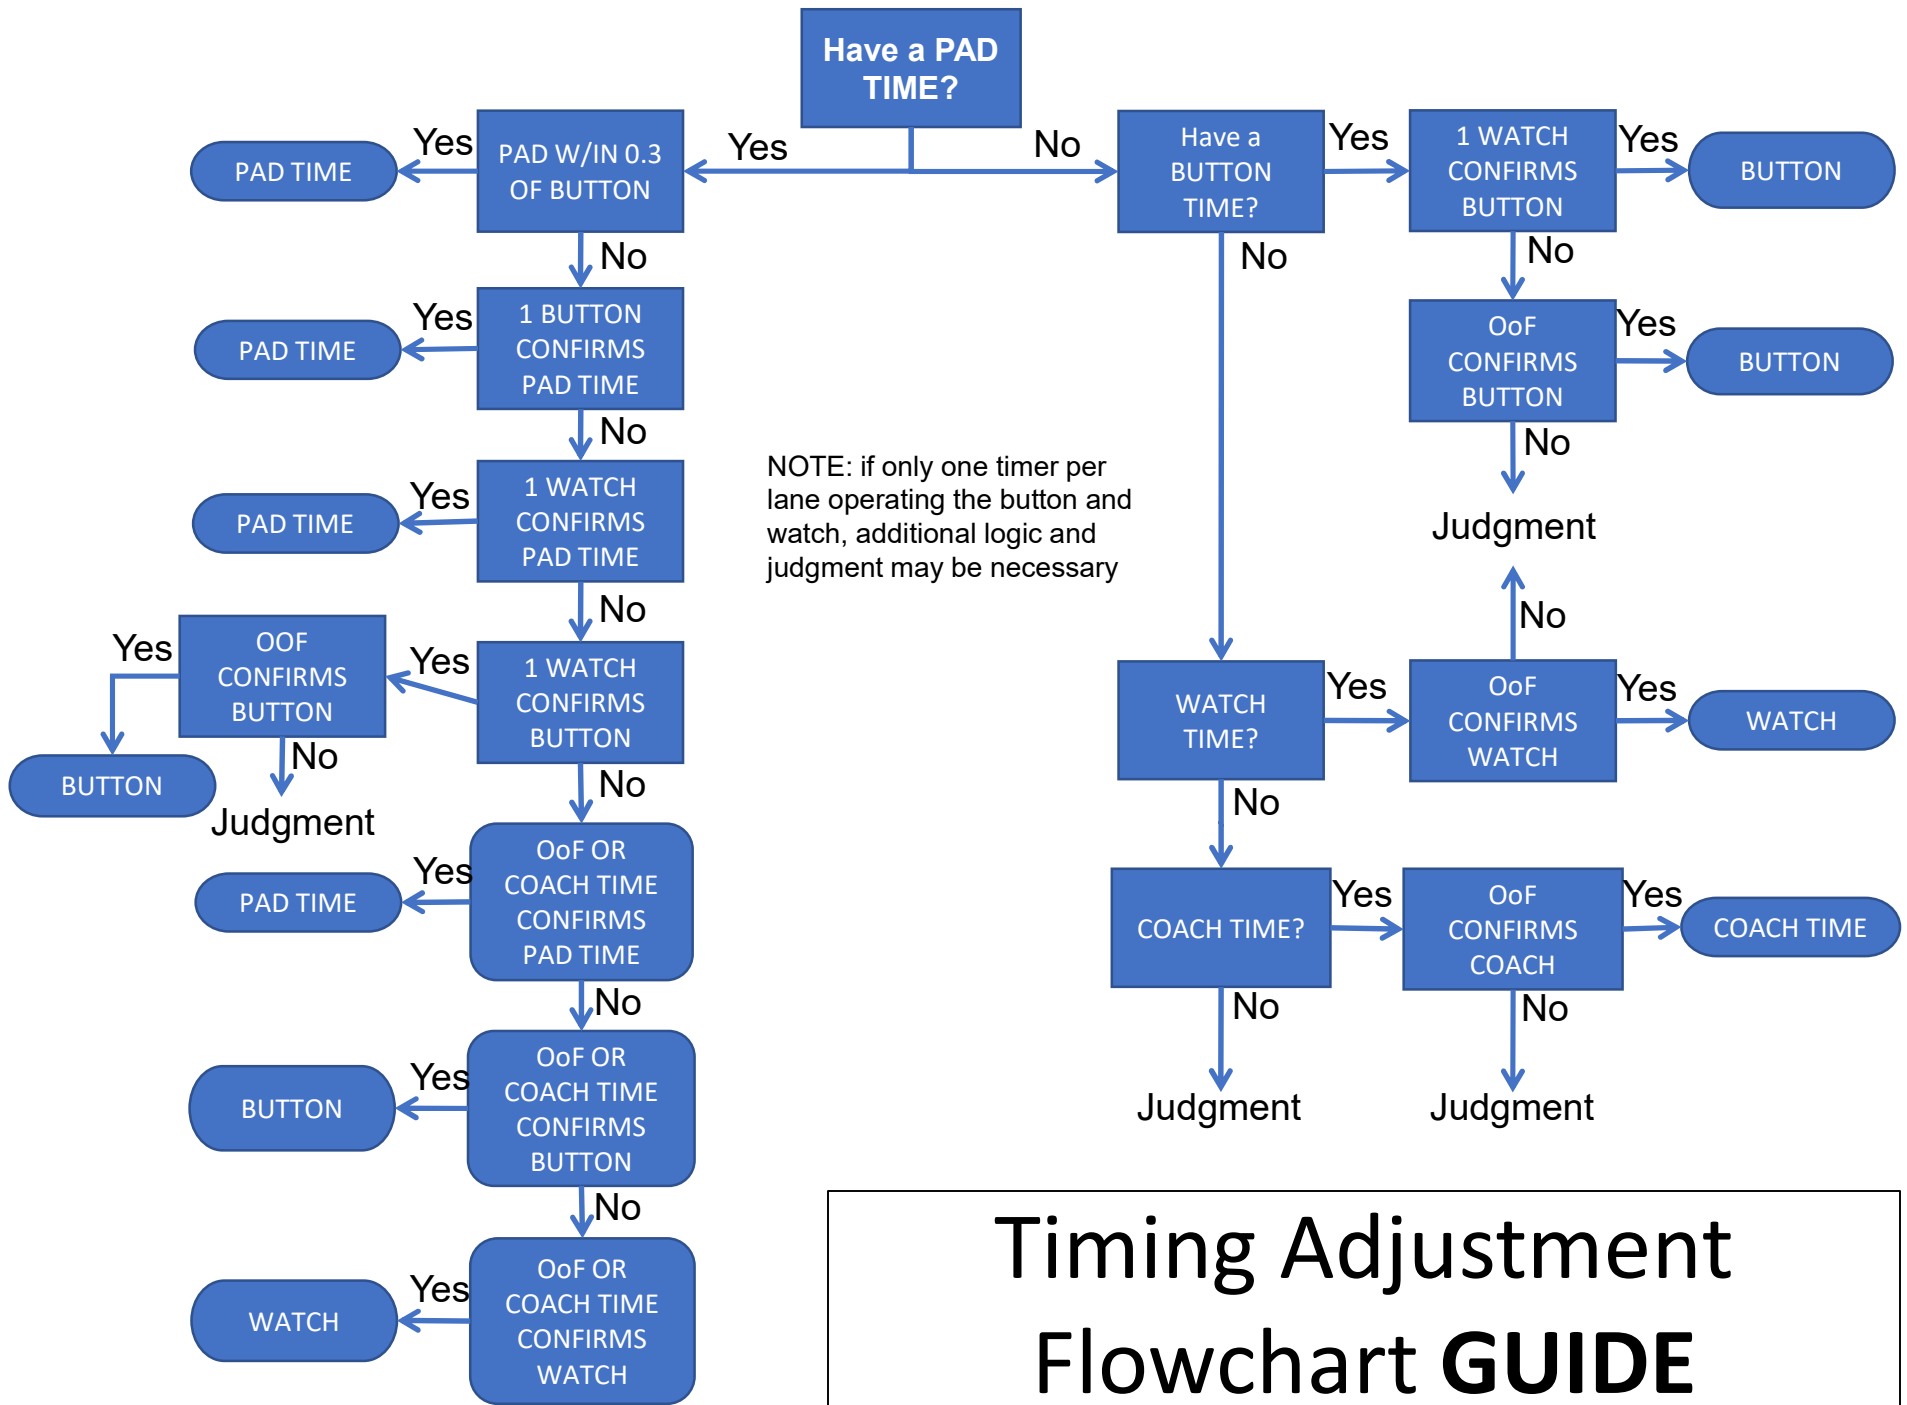 Have a PAD
TIME?
Yes
No
PAD W/IN 0.3
OF BUTTON
Yes
PAD TIME
No
1 BUTTON
CONFIRMS
PAD TIME
Yes
PAD TIME
No
1 WATCH
CONFIRMS
PAD TIME
Yes
PAD TIME
No
1 WATCH
CONFIRMS
BUTTON
Yes
OOF
CONFIRMS
BUTTON
Yes
BUTTON
No
Judgment
No
OoF OR
COACH TIME
CONFIRMS
PAD TIME
Yes
PAD TIME
No
OoF OR
COACH TIME
CONFIRMS
BUTTON
Yes
BUTTON
No
OoF OR
COACH TIME
CONFIRMS
WATCH
Yes
WATCH
NOTE: if only one timer per
lane operating the button and
watch, additional logic and
judgment may be necessary
Have a
BUTTON
TIME?
Yes
1 WATCH
CONFIRMS
BUTTON
Yes
BUTTON
No
OoF
CONFIRMS
BUTTON
Yes
BUTTON
No
Judgment
No
WATCH
TIME?
Yes
OoF
CONFIRMS
WATCH
Yes
WATCH
No
No
COACH TIME?
Yes
OoF
CONFIRMS
COACH
Yes
COACH TIME
No
Judgment
No
Judgment
Timing Adjustment
Flowchart GUIDE